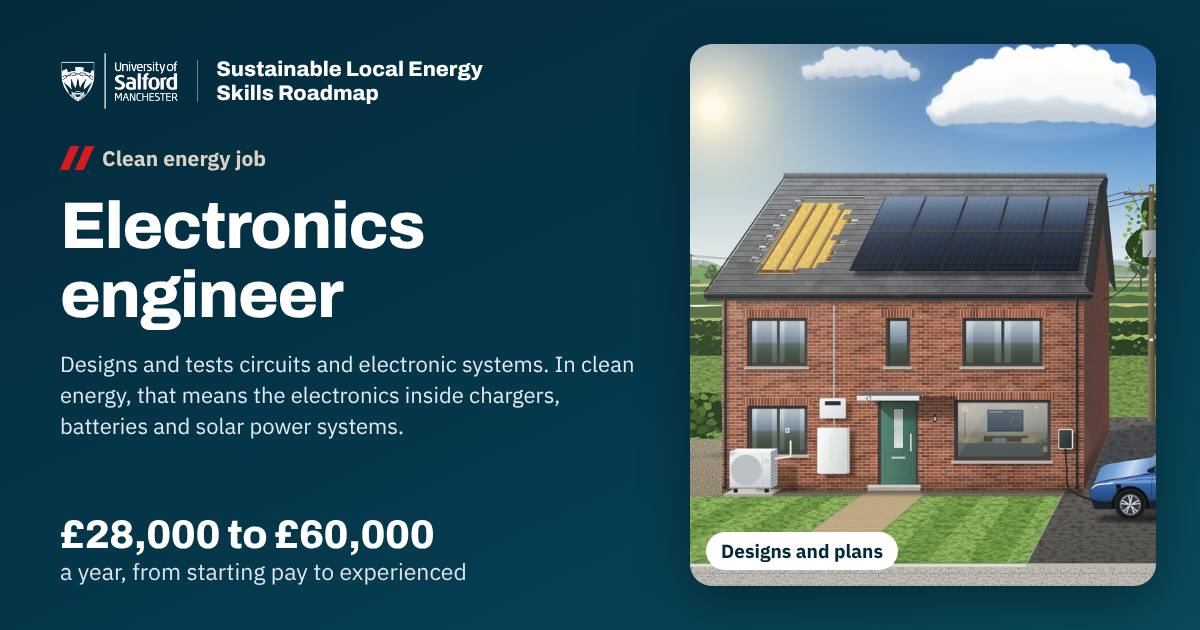 University of
Salford
MANCHESTER
Sustainable Local Energy
Skills Roadmap
Clean energy job
Electronics
engineer
Designs and tests circuits and electronic systems. In clean
energy, that means the electronics inside chargers,
batteries and solar power systems.
£28,000 to £60,000
a year, from starting pay to experienced
Designs and plans